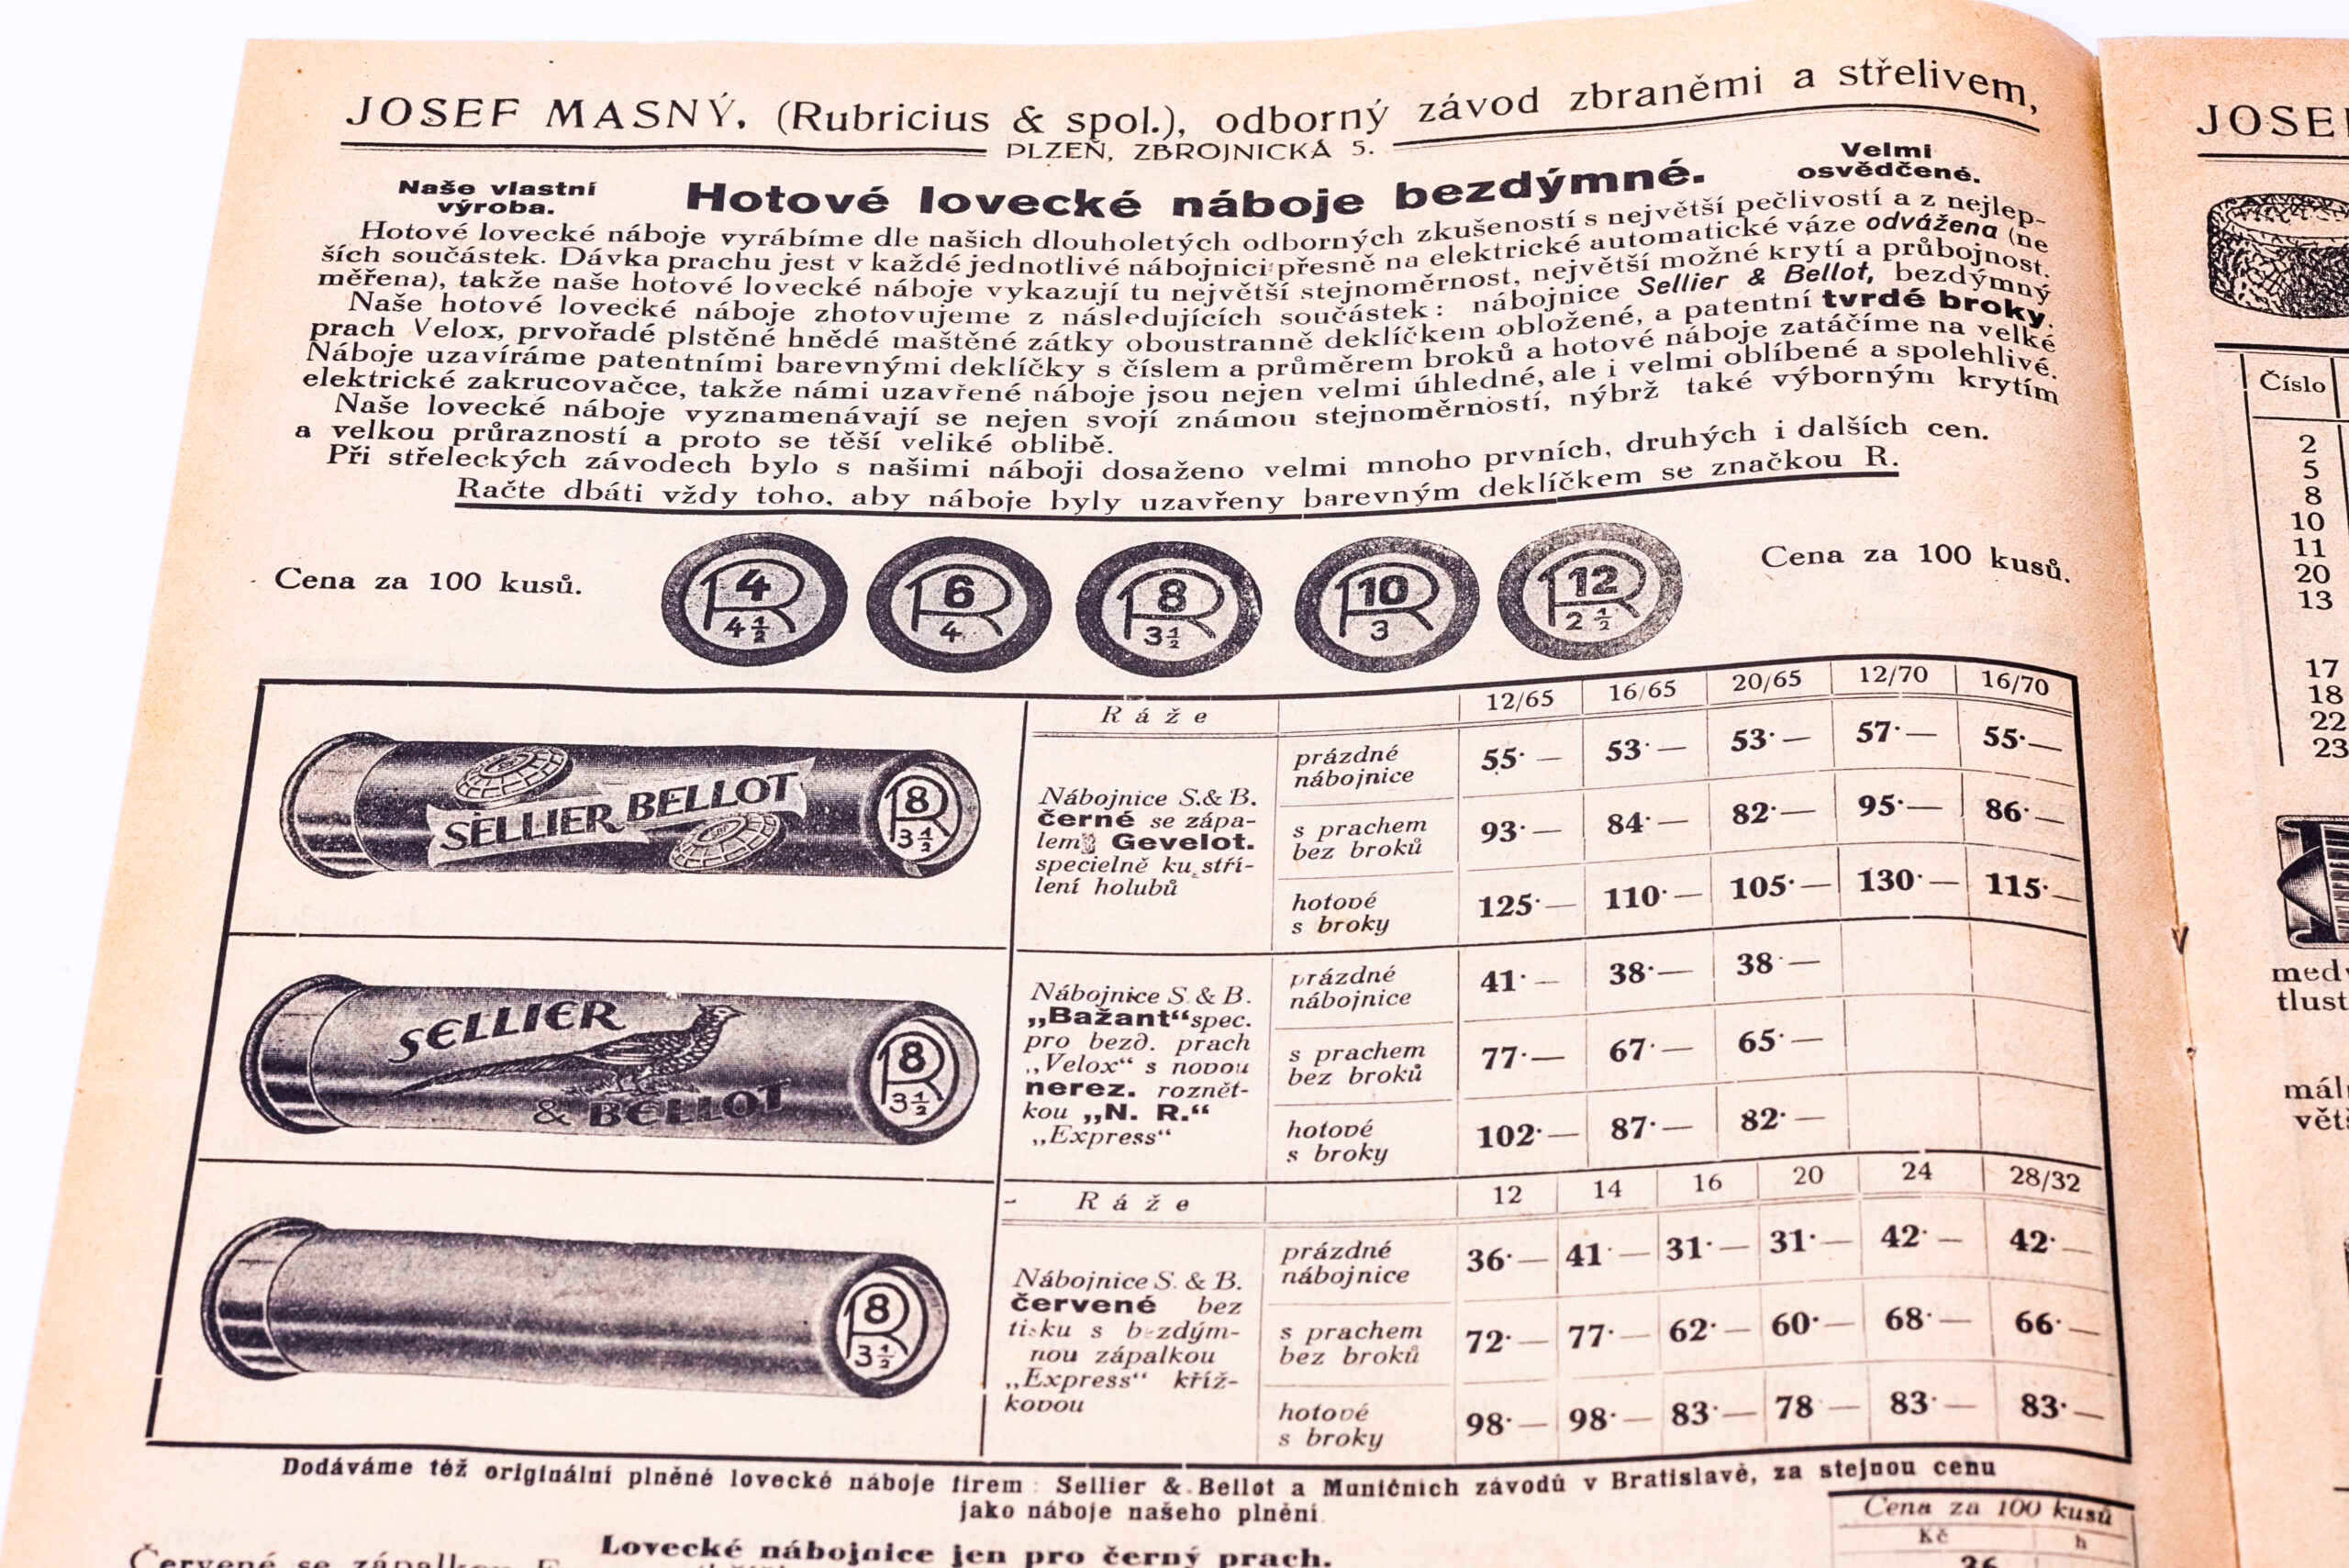 JOSEF MASNÝ, (Rubricius & spol.), odborný závod zbraněmi a střelivem,
PLZEŇ, ZBROJNICKÁ 5.
Naše vlastní
výroba.
Hotové lovecké náboje bezdýmné.
Velmi
osvědčené.
Hotové lovecké náboje vyrábíme dle našich dlouholetých odborných zkušeností s největší pečlivostí a z nejlep-
ších součástek. Dávka prachu jest v každé jednotlivé nábojnici přesně na elektrické automatické váze odvážena (ne
měřena), takže naše hotové lovecké náboje vykazují tu největší stejnoměrnost, největší možné krytí a průbojnost.
Naše hotové lovecké náboje zhotovujeme z následujících součástek: nábojnice Sellier & Bellot, bezdýmný
prach Velox, prvořadé plstěné hnědé maštěné zátky oboustranně deklíčkem obložené, a patentní tvrdé broky.
Náboje uzavíráme patentními barevnými deklíčky s číslem a průměrem broků a hotové náboje zatáčíme na velké
elektrické zakrucovačce, takže námi uzavřené náboje jsou nejen velmi úhledné, ale i velmi oblíbené a spolehlivé.
Naše lovecké náboje vyznamenávají se nejen svojí známou stejnoměrností, nýbrž také výborným krytím
a velkou průrazností a proto se těší veliké oblibě.
Při střeleckých závodech bylo s našimi náboji dosaženo velmi mnoho prvních, druhých i dalších cen.
Račte dbáti vždy toho, aby náboje byly uzavřeny barevným deklíčkem se značkou R.
Cena za 100 kusů.
4 R 4 1/2
6 R 4
8 R 3 1/2
10 R 3
12 R 2 1/2
Cena za 100 kusů.
Ráže 12/65 16/65 20/65 12/70 16/70
SELLIER BELLOT
8 R 3 1/2
Nábojnice S.& B.
černé se zápa-
lem Gevelot.
specielně ku stří-
lení holubů
prázdné
nábojnice 55·— 53·— 53·— 57·— 55·—
s prachem
bez broků 93·— 84·— 82·— 95·— 86·—
hotové
s broky 125·— 110·— 105·— 130·— 115·—
SELLIER
& BELLOT
8 R 3 1/2
Nábojnice S. & B.
„Bažant“ spec.
pro bezd. prach
„Velox“ s novou
nerez. roznět-
kou „N. R.“
„Express“
prázdné
nábojnice 41·— 38·— 38·—
s prachem
bez broků 77·— 67·— 65·—
hotové
s broky 102·— 87·— 82·—
Ráže 12 14 16 20 24 28/32
8 R 3 1/2
Nábojnice S. & B.
červené bez
tisku s bezdým-
nou zápalkou
„Express“ kříž-
kovou
prázdné
nábojnice 36·— 41·— 31·— 31·— 42·— 42·—
s prachem
bez broků 72·— 77·— 62·— 60·— 68·— 66·—
hotové
s broky 98·— 98·— 83·— 78·— 83·— 83·—
Dodáváme též originální plněné lovecké náboje firem: Sellier & Bellot a Muničních závodů v Bratislavě, za stejnou cenu
jako náboje našeho plnění.
Lovecké nábojnice jen pro černý prach.
Cena za 100 kusů
Kč h
36
Červené se zápalkou
JOSE
Číslo
2
5
8
10
11
20
13
17
18
22
23